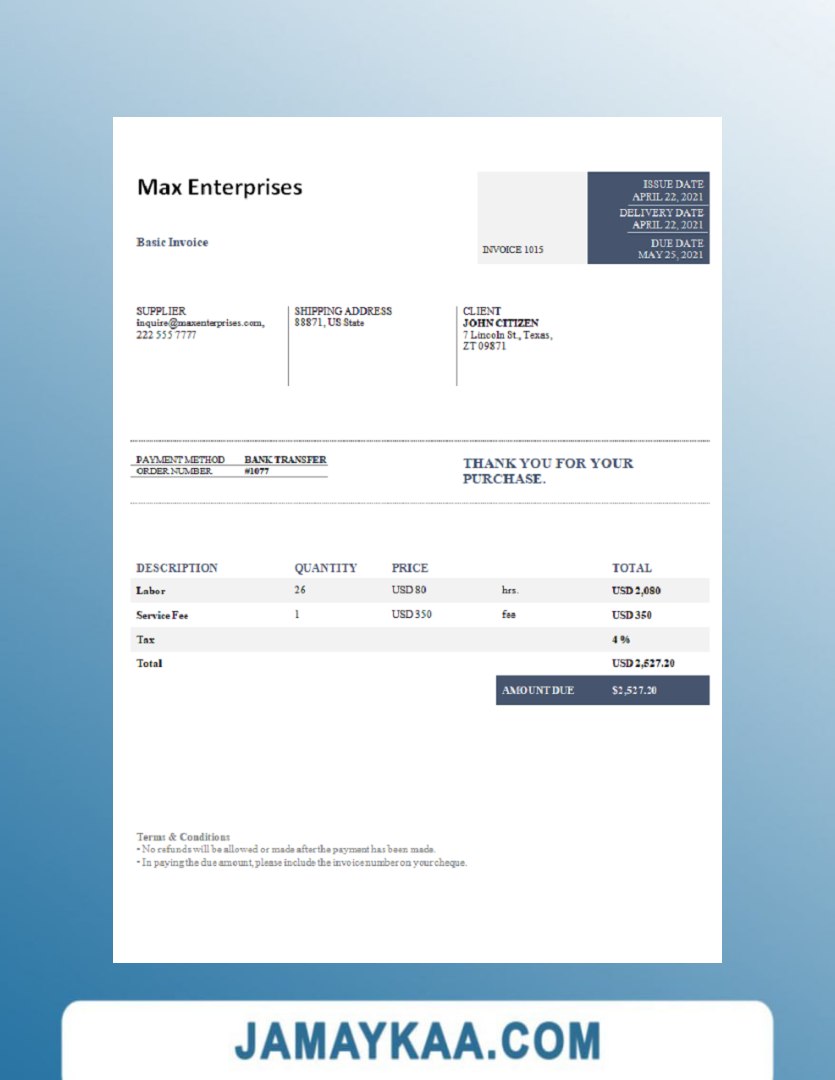 Max Enterprises
Basic Invoice
INVOICE 1015
ISSUE DATE
APRIL 22, 2021
DELIVERY DATE
APRIL 22, 2021
DUE DATE
MAY 25, 2021
SUPPLIER
inquire@maxenterprises.com,
222 555 7777
SHIPPING ADDRESS
88871, US State
CLIENT
JOHN CITIZEN
7 Lincoln St., Texas,
ZT 09871
PAYMENT METHOD BANK TRANSFER
ORDER NUMBER #1077
THANK YOU FOR YOUR
PURCHASE.
DESCRIPTION QUANTITY PRICE TOTAL
Labor 26 USD 80 hrs. USD 2,080
Service Fee 1 USD 350 fee USD 350
Tax 4 %
Total USD 2,527.20
AMOUNT DUE $2,527.20
Terms & Conditions
• No refunds will be allowed or made after the payment has been made.
• In paying the due amount, please include the invoice number on your cheque.
JAMAYKAA.COM